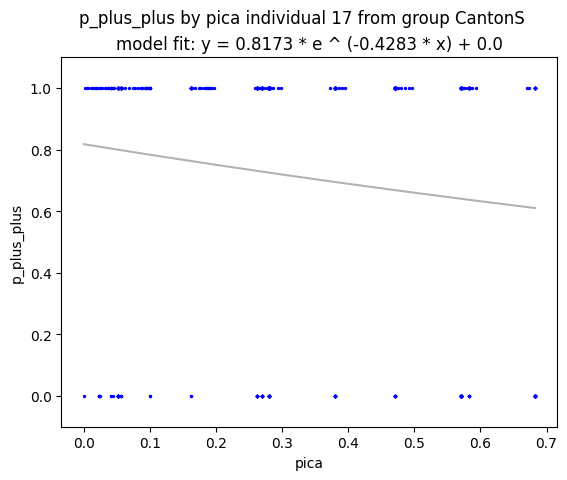 p_plus_plus by pica individual 17 from group CantonS
model fit: y = 0.8173 * e ^ (-0.4283 * x) + 0.0
1.0
0.8
0.6
0.4
0.2
0.0
p_plus_plus
0.0 0.1 0.2 0.3 0.4 0.5 0.6 0.7
pica